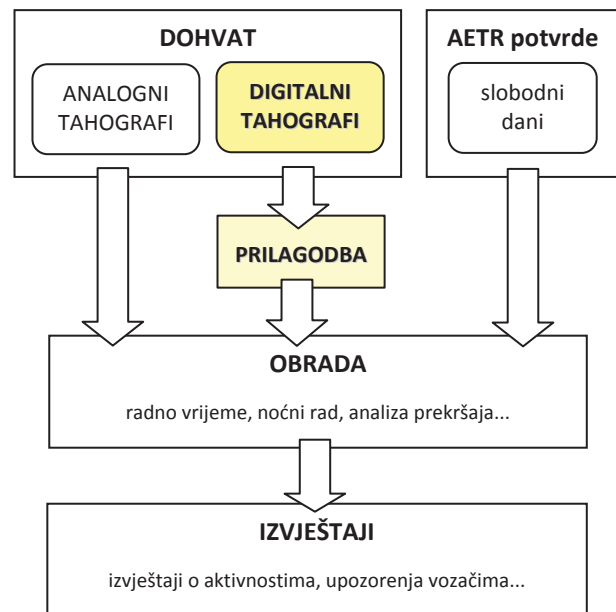 DOHVAT
ANALOGNI
TAHOGRAFI
DIGITALNI
TAHOGRAFI
AETR potvrde
slobodni
dani
PRILAGODBA
OBRADA
radno vrijeme, noćni rad, analiza prekršaja...
IZVJEŠTAJI
izvještaji o aktivnostima, upozorenja vozačima...